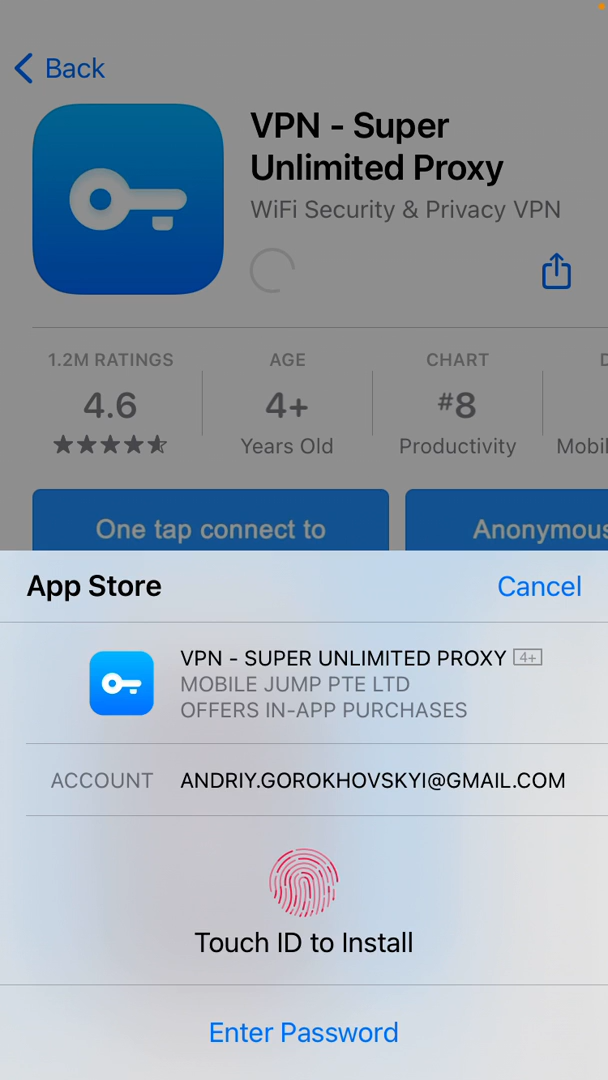 Back
VPN - Super
Unlimited Proxy
WiFi Security & Privacy VPN
1.2M RATINGS
4.6
AGE
4+
Years Old
CHART
#8
Productivity
One tap connect to
App Store
Cancel
VPN - SUPER UNLIMITED PROXY 4+
MOBILE JUMP PTE LTD
OFFERS IN-APP PURCHASES
ACCOUNT ANDRIY.GOROKHOVSKYI@GMAIL.COM
Touch ID to Install
Enter Password